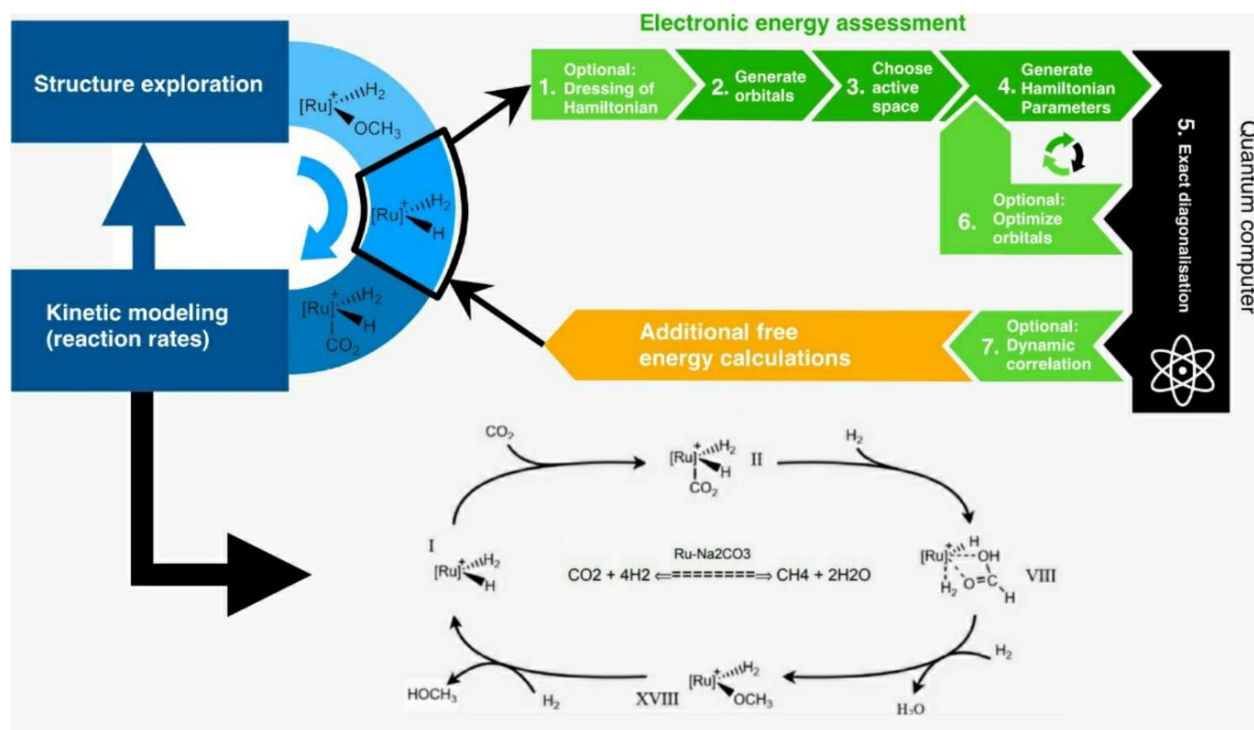 Electronic energy assessment
Structure exploration
[Ru]+ H2
OCH3
[Ru]+ H2
H
[Ru]+ H2
H
CO2
Kinetic modeling
(reaction rates)
1. Optional:
Dressing of
Hamiltonian
2. Generate
orbitals
3. Choose
active
space
4. Generate
Hamiltonian
Parameters
5. Exact diagonalisation
Quantum computer
6. Optional:
Optimize
orbitals
7. Optional:
Dynamic
correlation
Additional free
energy calculations
CO2
[Ru]+ H2
H
CO2
II
H2
I
[Ru]+ H2
H
Ru-Na2CO3
CO2 + 4H2 ⇐========⇒ CH4 + 2H2O
[Ru]+ H
OH
H2
O=C
H
VIII
H2
H2O
XVIII
[Ru]+ H2
OCH3
H2
HOCH3